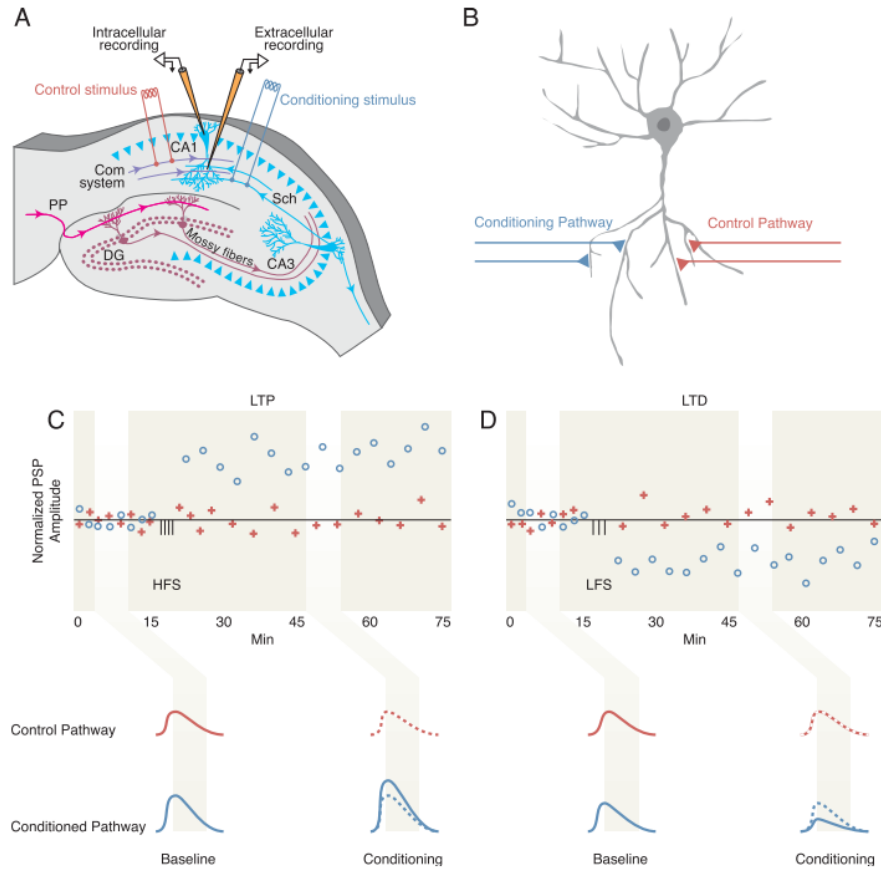 A
Intracellular
recording
Extracellular
recording
Control stimulus
Conditioning stimulus
CA1
Com
system
Sch
PP
Mossy fibers
DG
CA3
B
Conditioning Pathway
Control Pathway
C
LTP
Normalized PSP
Amplitude
HFS
0 15 30 45 60 75
Min
D
LTD
LFS
0 15 30 45 60 75
Min
Control Pathway
Conditioned Pathway
Baseline
Conditioning
Baseline
Conditioning